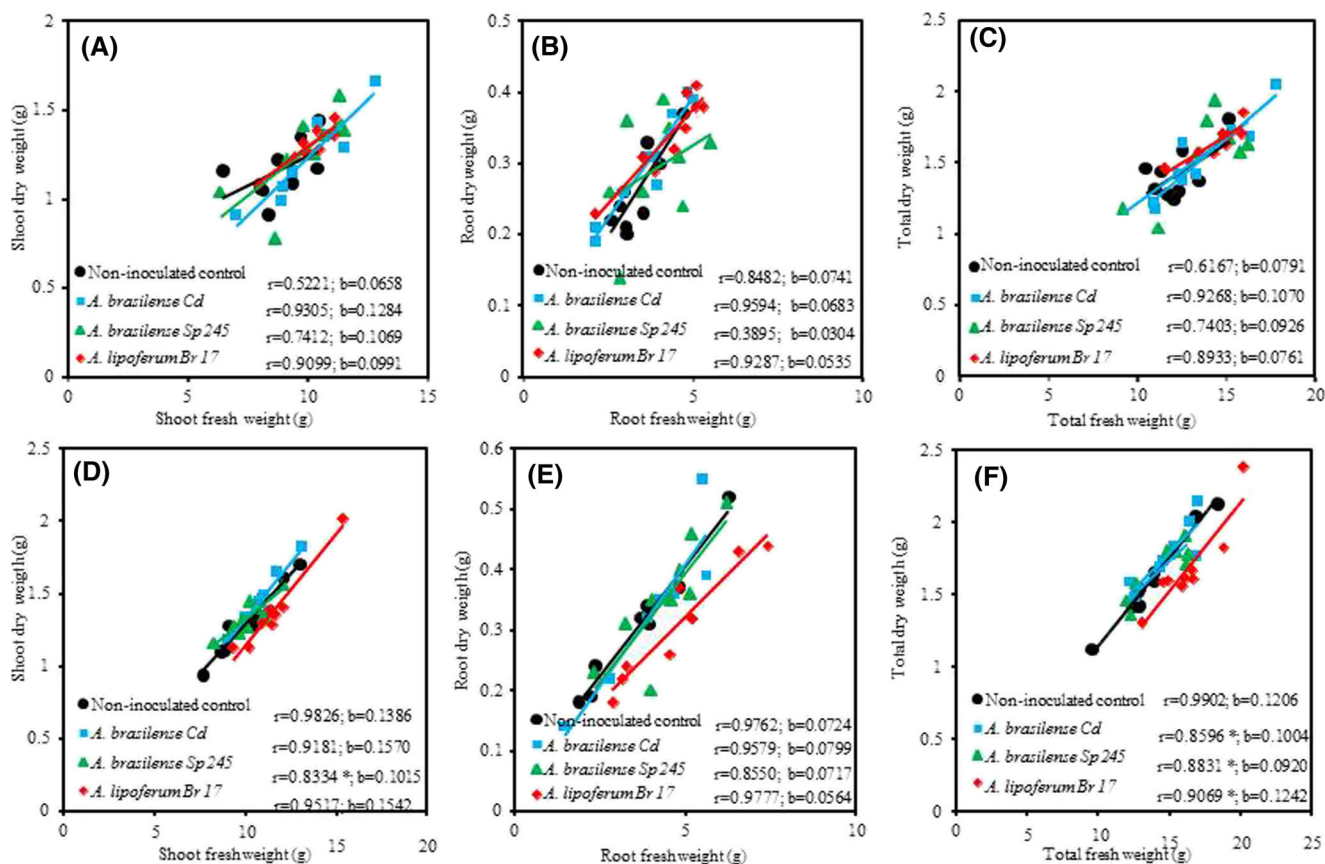 (A)
2
1.5
1
0.5
0
0
5
10
15
Shoot dry weight (g)
Shoot fresh weight (g)
Non-inoculated control
A. brasilense Cd
A. brasilense Sp245
A. lipoferum Br 17
r=0.5221; b=0.0658
r=0.9305; b=0.1284
r=0.7412; b=0.1069
r=0.9099; b=0.0991
(B)
0.5
0.4
0.3
0.2
0.1
0
0
5
10
Root dry weight (g)
Root fresh weight (g)
Non-inoculated control
A. brasilense Cd
A. brasilense Sp245
A. lipoferum Br 17
r=0.8482; b=0.0741
r=0.9594; b=0.0683
r=0.3895; b=0.0304
r=0.9287; b=0.0535
(C)
2.5
2
1.5
1
0.5
0
0
5
10
15
20
Total dry weight (g)
Total fresh weight (g)
Non-inoculated control
A. brasilense Cd
A. brasilense Sp245
A. lipoferum Br 17
r=0.6167; b=0.0791
r=0.9268; b=0.1070
r=0.7403; b=0.0926
r=0.8933; b=0.0761
(D)
2.5
2
1.5
1
0.5
0
0
5
10
15
20
Shoot dry weigth (g)
Shoot fresh weight (g)
Non-inoculated control
A. brasilense Cd
A. brasilense Sp245
A. lipoferum Br 17
r=0.9826; b=0.1386
r=0.9181; b=0.1570
r=0.8334 *; b=0.1015
r=0.9517; b=0.1542
(E)
0.6
0.5
0.4
0.3
0.2
0.1
0
0
5
10
Root dry weigth (g)
Root fresh weight (g)
Non-inoculated control
A. brasilense Cd
A. brasilense Sp245
A. lipoferum Br 17
r=0.9762; b=0.0724
r=0.9579; b=0.0799
r=0.8550; b=0.0717
r=0.9777; b=0.0564
(F)
2.5
2
1.5
1
0.5
0
0
5
10
15
20
25
Total dry weight (g)
Total fresh weight (g)
Non-inoculated control
A. brasilense Cd
A. brasilense Sp245
A. lipoferum Br 17
r=0.9902; b=0.1206
r=0.8596 *; b=0.1004
r=0.8831 *; b=0.0920
r=0.9069 *; b=0.1242